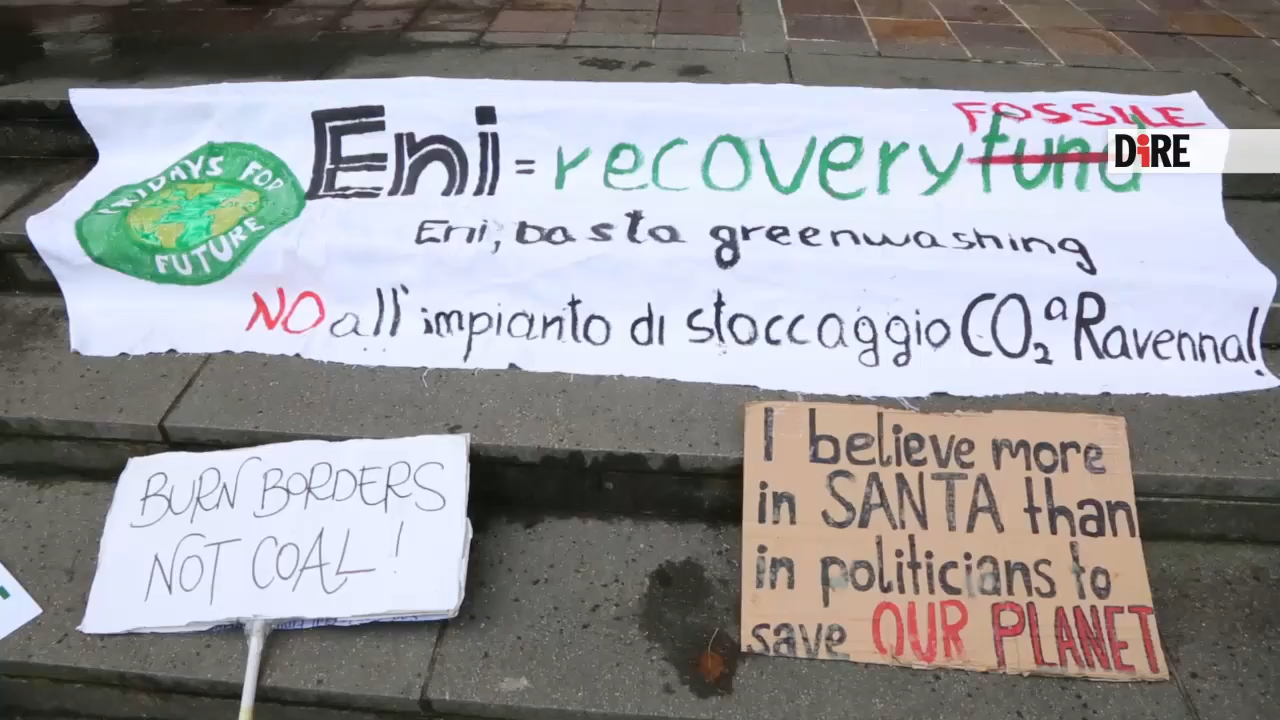 FOSSILE
Eni = recovery fund
FRIDAYS FOR
FUTURE
Eni, basta greenwashing
NO all' impianto di stoccaggio CO₂ a Ravenna!
DiRE
BURN BORDERS
NOT COAL!
I believe more
in SANTA than
in politicians to
save OUR PLANET